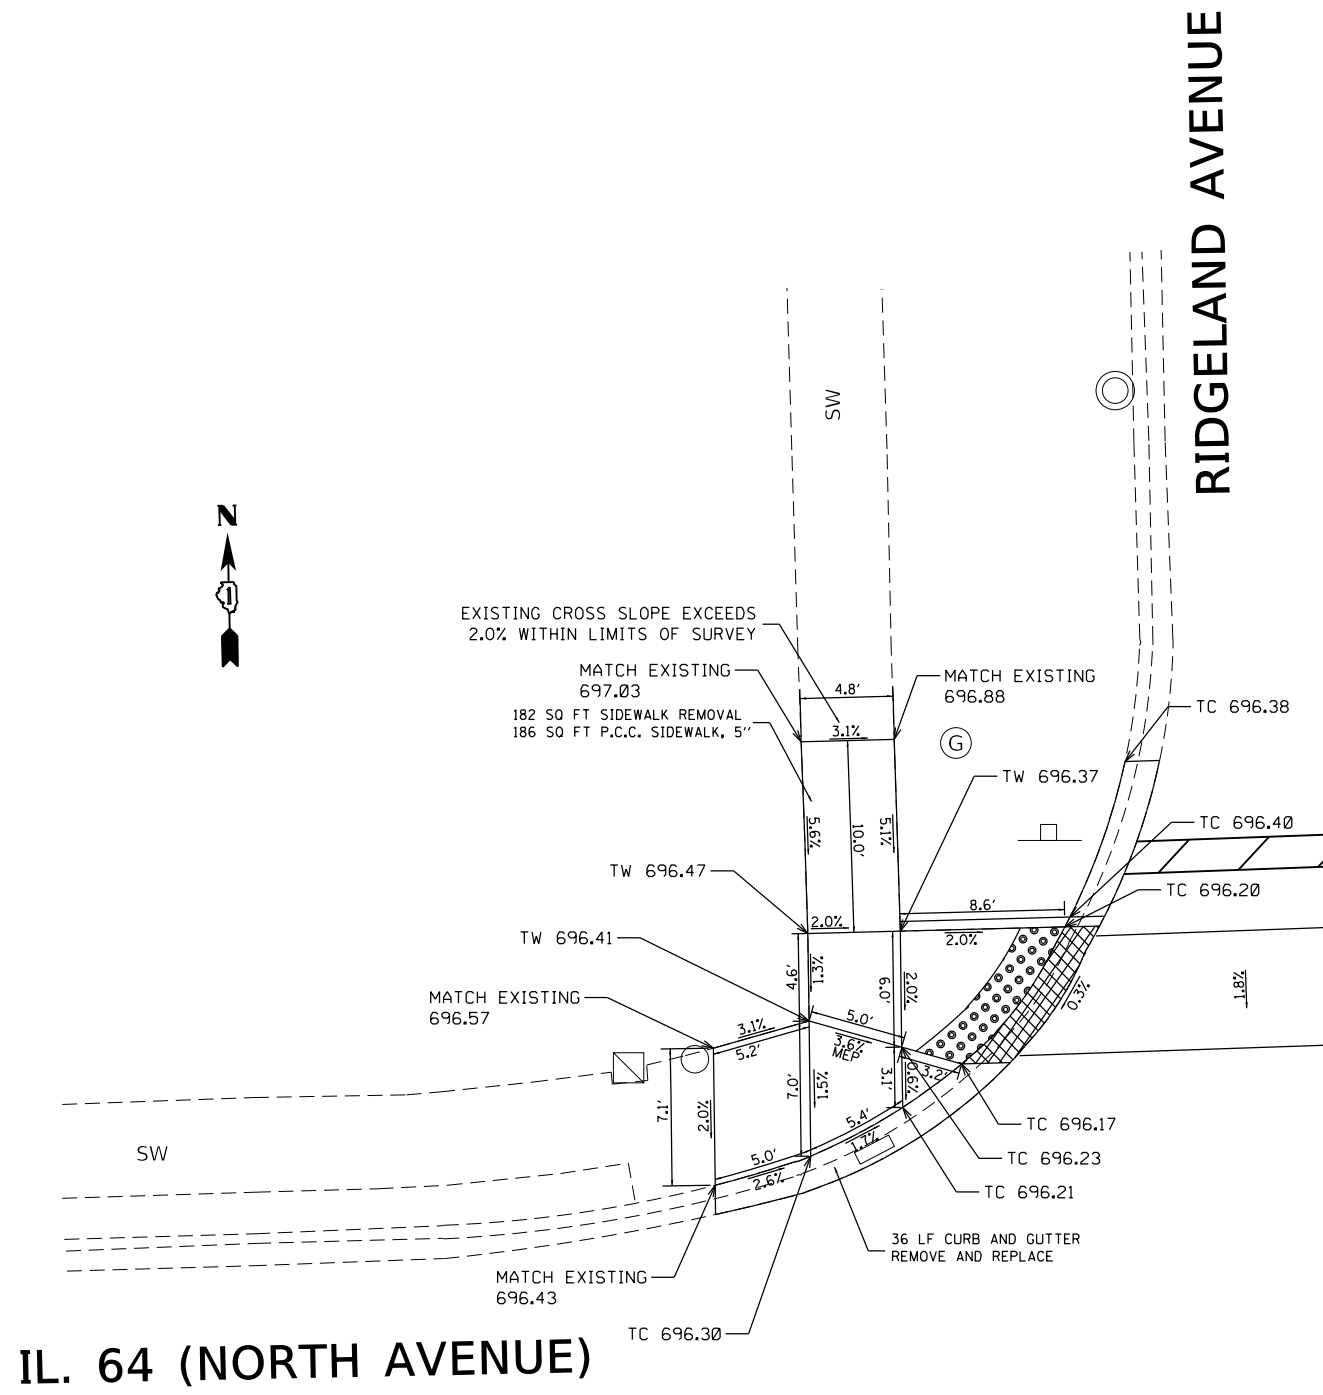 RIDGELAND AVENUE
N
1
SW
EXISTING CROSS SLOPE EXCEEDS
2.0% WITHIN LIMITS OF SURVEY
MATCH EXISTING
697.03
4.8'
MATCH EXISTING
696.88
182 SQ FT SIDEWALK REMOVAL
186 SQ FT P.C.C. SIDEWALK, 5"
3.1%
G
TC 696.38
TW 696.37
5.6%
10.0'
5.1%
TC 696.40
TW 696.47
TC 696.20
8.6'
2.0%
2.0%
TW 696.41
4.6'
1.3%
6.0'
2.0%
0.3%
1.8%
MATCH EXISTING
696.57
3.1%
5.2'
5.0'
3.6%
MEP
3.2'
7.1'
2.0%
7.0'
1.5%
3.1'
0.6%
5.4'
1.7%
TC 696.17
SW
5.0'
2.6%
TC 696.23
TC 696.21
36 LF CURB AND GUTTER
REMOVE AND REPLACE
MATCH EXISTING
696.43
TC 696.30
IL. 64 (NORTH AVENUE)